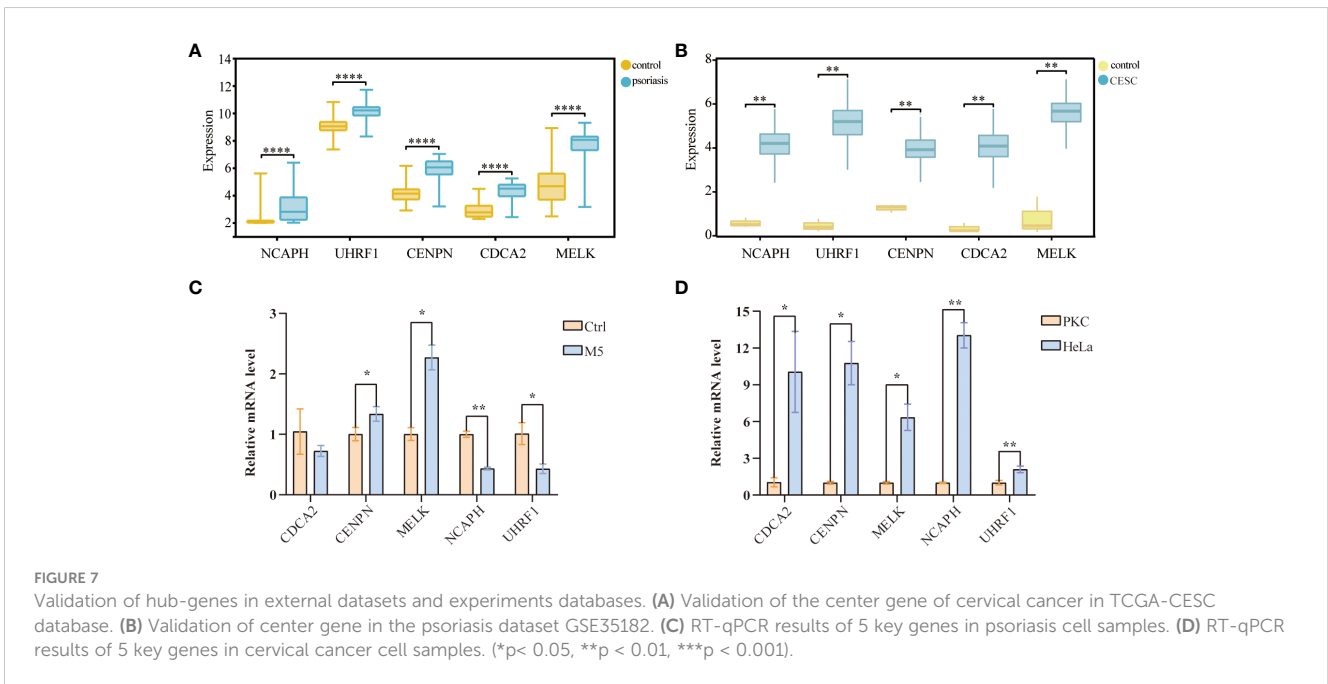 A
B
14
12
10
8
6
4
2
Expression
control
psoriasis
****
****
****
****
****
NCAPH UHRF1 CENPN CDCA2 MELK
8
6
4
2
0
Expression
control
CESC
**
**
**
**
**
NCAPH UHRF1 CENPN CDCA2 MELK
C
D
3
2
1
0
Relative mRNA level
Ctrl
M5
*
*
**
*
CDCA2 CENPN MELK NCAPH UHRF1
15
12
9
6
3
0
Relative mRNA level
PKC
HeLa
*
*
*
**
**
CDCA2 CENPN MELK NCAPH UHRF1
FIGURE 7
Validation of hub-genes in external datasets and experiments databases. (A) Validation of the center gene of cervical cancer in TCGA-CESC
database. (B) Validation of center gene in the psoriasis dataset GSE35182. (C) RT-qPCR results of 5 key genes in psoriasis cell samples. (D) RT-qPCR
results of 5 key genes in cervical cancer cell samples. (*p< 0.05, **p < 0.01, ***p < 0.001).